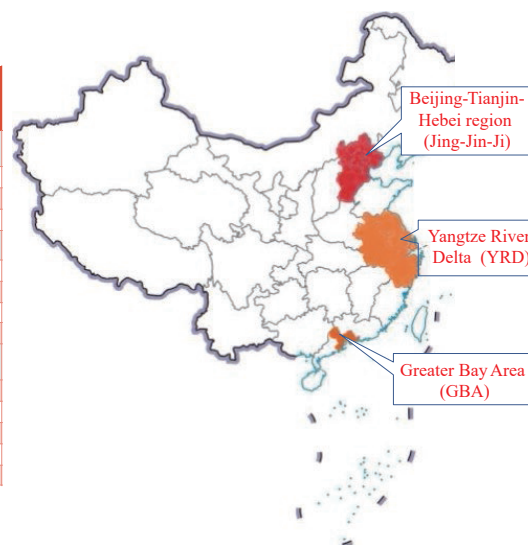 Beijing-Tianjin-
Hebei region
(Jing-Jin-Ji)
Yangtze River
Delta (YRD)
Greater Bay Area
(GBA)